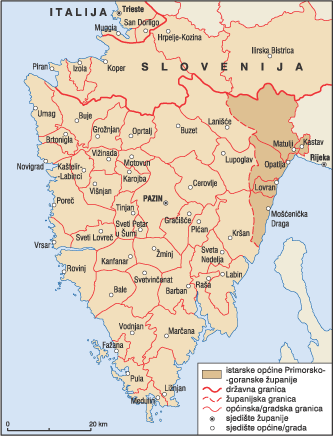 ITALIJA
Trieste
San Dorligo
Muggia
Hrpelje-Kozina
Ilirska Bistrica
Koper
Izola
Piran
SLOVENIJA
Umag
Buje
Brtonigla
Grožnjan
Oprtalj
Buzet
Lanišće
Matulji
Kastav
Rijeka
Opatija
Novigrad
Kaštelir-
-Labinci
Vižinada
Motovun
Karojba
Lupoglav
Lovran
Višnjan
Cerovlje
Poreč
Tinjan
PAZIN
Mošćenička
Draga
Sveti Petar
u Šumi
Gračišće
Pićan
Kršan
Vrsar
Sveti Lovreč
Sveta
Nedelja
Rovinj
Kanfanar
Žminj
Svetvinčenat
Labin
Raša
Barban
Bale
Vodnjan
Marčana
Fažana
Pula
Ližnjan
Medulin
istarske općine Primorsko-
-goranske županije
državna granica
županijska granica
općinska/gradska granica
sjedište županije
sjedište općine/grada
0
20 km